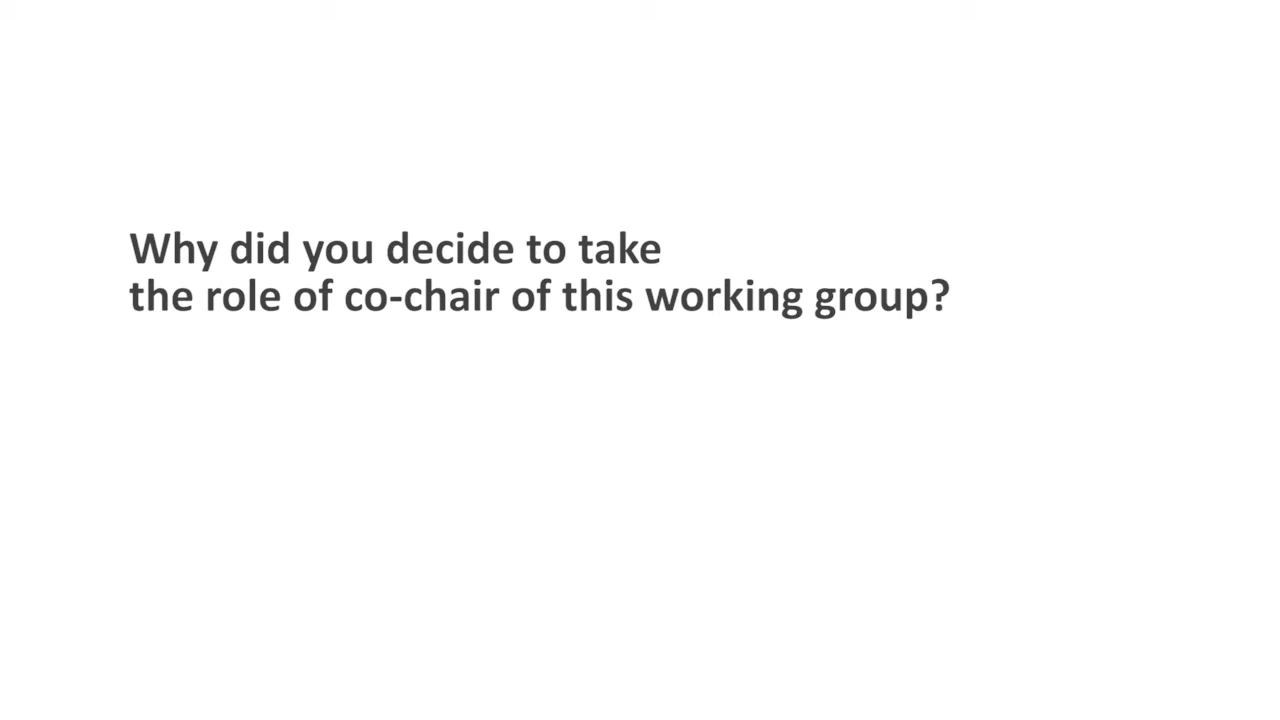 Why did you decide to take
the role of co-chair of this working group?